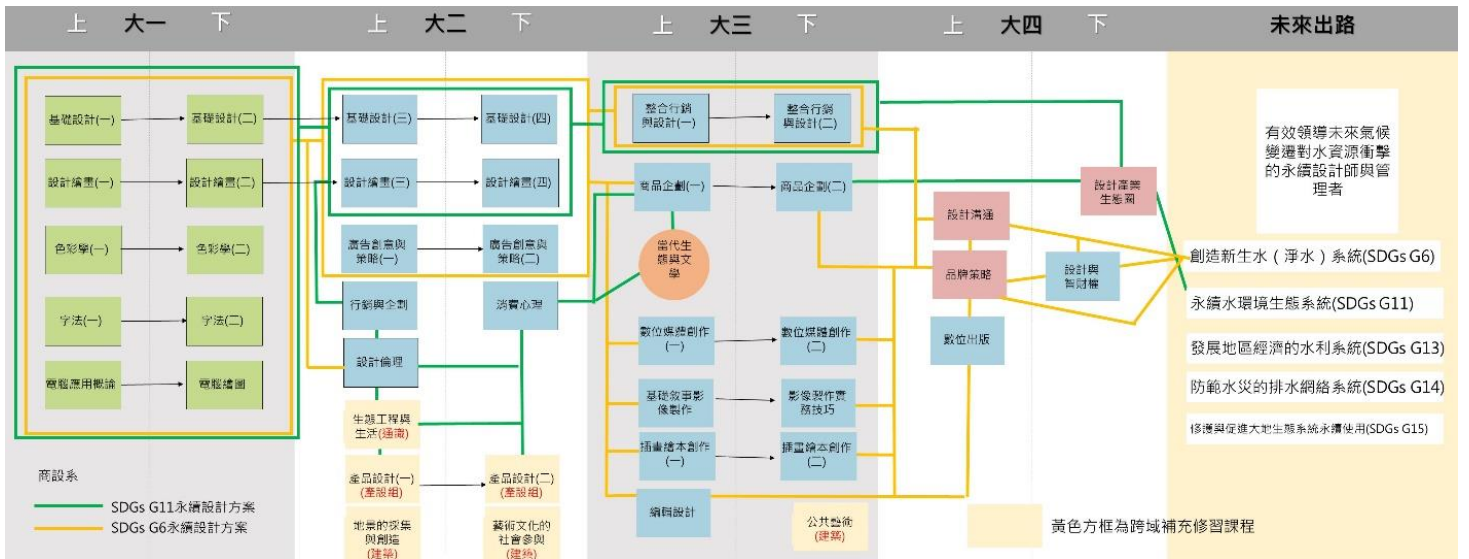 上 大一 下
上 大二 下
上 大三 下
上 大四 下
未來出路
基礎設計(一)
基礎設計(二)
基礎設計(三)
基礎設計(四)
整合行銷
與設計(一)
整合行銷
與設計(二)
設計繪畫(一)
設計繪畫(二)
設計繪畫(三)
設計繪畫(四)
商品企劃(一)
商品企劃(二)
設計產業
生態圈
有效領導未來氣候
變遷對水資源衝擊
的永續設計師與管
理者
色彩學(一)
色彩學(二)
廣告創意與
策略(一)
廣告創意與
策略(二)
當代生
態與文
學
設計溝通
品牌策略
設計與
智財權
創造新生水(淨水)系統(SDGs G6)
字法(一)
字法(二)
行銷與企劃
消費心理
永續水環境生態系統(SDGs G11)
數位媒體創作
(一)
數位媒體創作
(二)
數位出版
發展地區經濟的水利系統(SDGs G13)
電腦應用概論
電腦繪圖
設計倫理
基礎敘事影
像製作
影像製作實
務技巧
防範水災的排水網絡系統(SDGs G14)
生態工程與
生活(通識)
插畫繪本創作
(一)
插畫繪本創作
(二)
修護與促進大地生態系統永續使用(SDGs G15)
商設系
產品設計(一)
(產設組)
產品設計(二)
(產設組)
SDGs G11永續設計方案
SDGs G6永續設計方案
地景的採集
與創造
(建築)
藝術文化的
社會參與
(建築)
編輯設計
公共藝術
(建築)
黃色方框為跨域補充修習課程